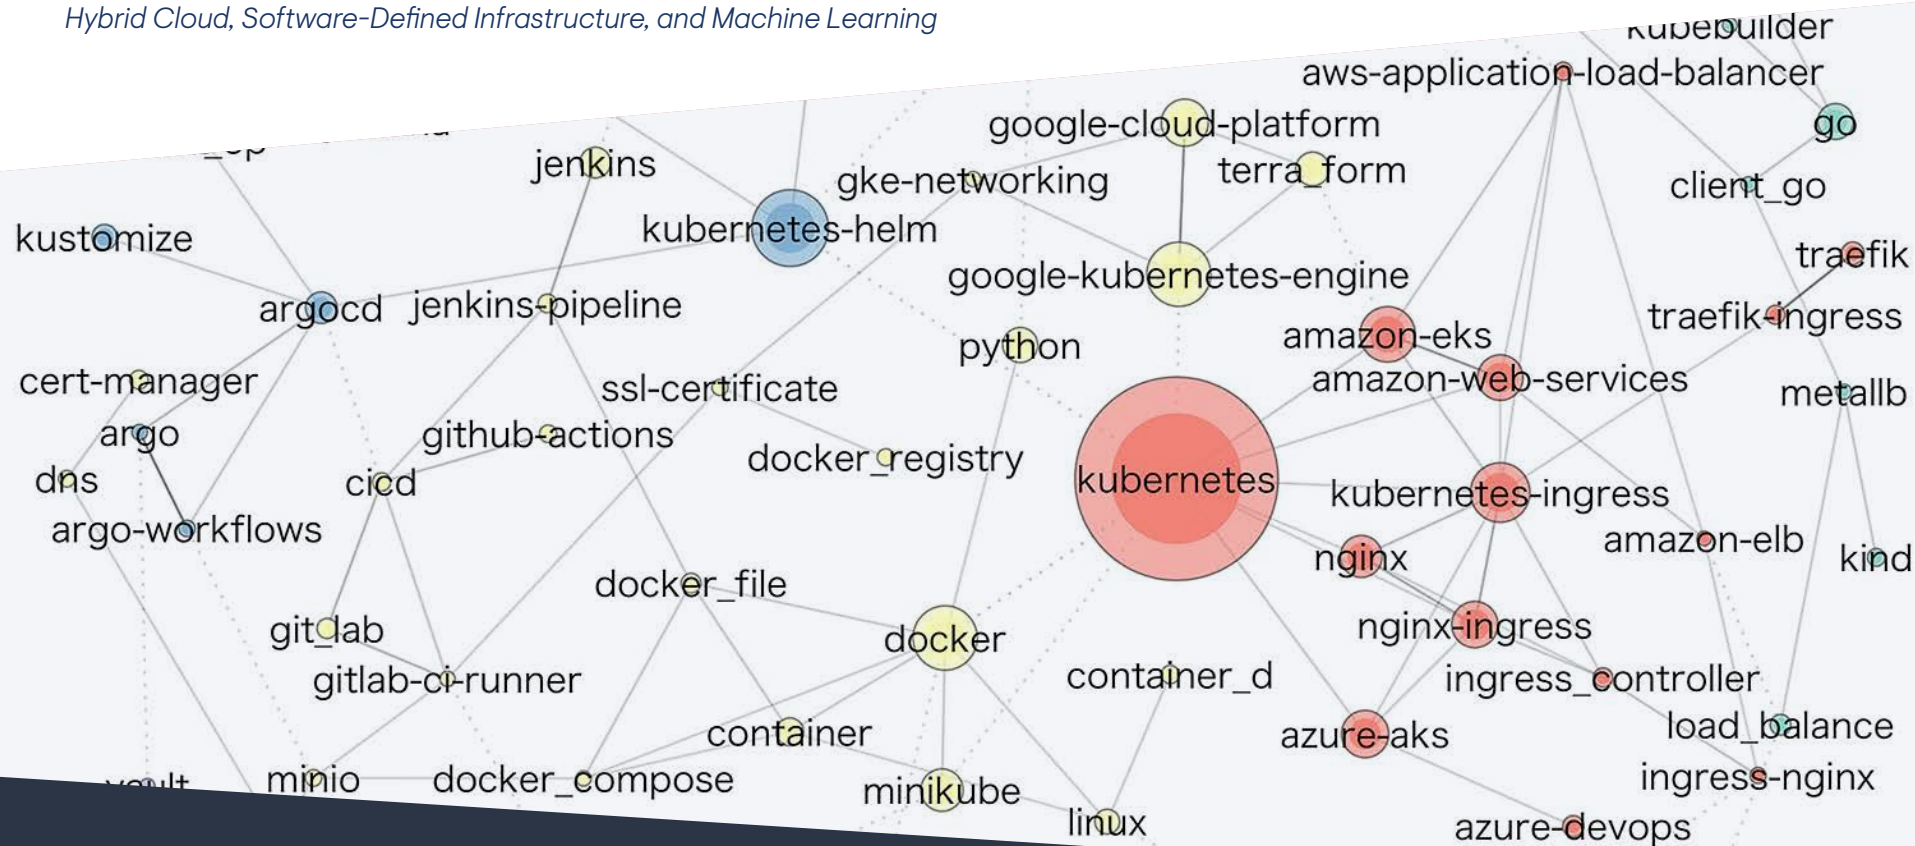 Hybrid Cloud, Software-Defined Infrastructure, and Machine Learning
kubebuilder
aws-application-load-balancer
google-cloud-platform
go
jenkins
gke-networking
terra_form
client_go
kubernetes-helm
kustomize
traefik
google-kubernetes-engine
argocd
jenkins-pipeline
traefik-ingress
amazon-eks
python
cert-manager
ssl-certificate
amazon-web-services
metallb
argo
github-actions
docker_registry
dns
cicd
kubernetes
kubernetes-ingress
argo-workflows
amazon-elb
nginx
kind
docker_file
git_lab
docker
nginx-ingress
gitlab-ci-runner
container_d
ingress_controller
container
azure-aks
load_balance
vault
minio
docker_compose
minikube
ingress-nginx
linux
azure-devops